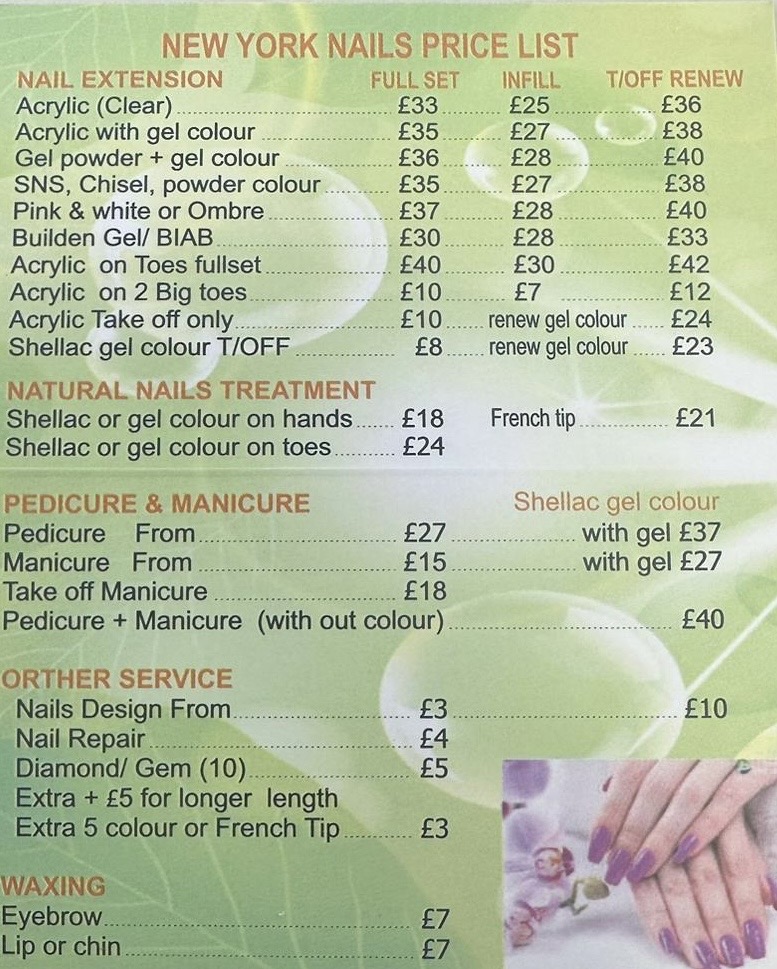 NEW YORK NAILS PRICE LIST
NAIL EXTENSION FULL SET INFILL T/OFF RENEW
Acrylic (Clear) £33 £25 £36
Acrylic with gel colour £35 £27 £38
Gel powder + gel colour £36 £28 £40
SNS, Chisel, powder colour £35 £27 £38
Pink & white or Ombre £37 £28 £40
Builden Gel/ BIAB £30 £28 £33
Acrylic on Toes fullset £40 £30 £42
Acrylic on 2 Big toes £10 £7 £12
Acrylic Take off only £10 renew gel colour £24
Shellac gel colour T/OFF £8 renew gel colour £23
NATURAL NAILS TREATMENT
Shellac or gel colour on hands £18 French tip £21
Shellac or gel colour on toes £24
PEDICURE & MANICURE Shellac gel colour
Pedicure From £27 with gel £37
Manicure From £15 with gel £27
Take off Manicure £18
Pedicure + Manicure (with out colour) £40
ORTHER SERVICE
Nails Design From £3 £10
Nail Repair £4
Diamond/ Gem (10) £5
Extra + £5 for longer length
Extra 5 colour or French Tip £3
WAXING
Eyebrow £7
Lip or chin £7